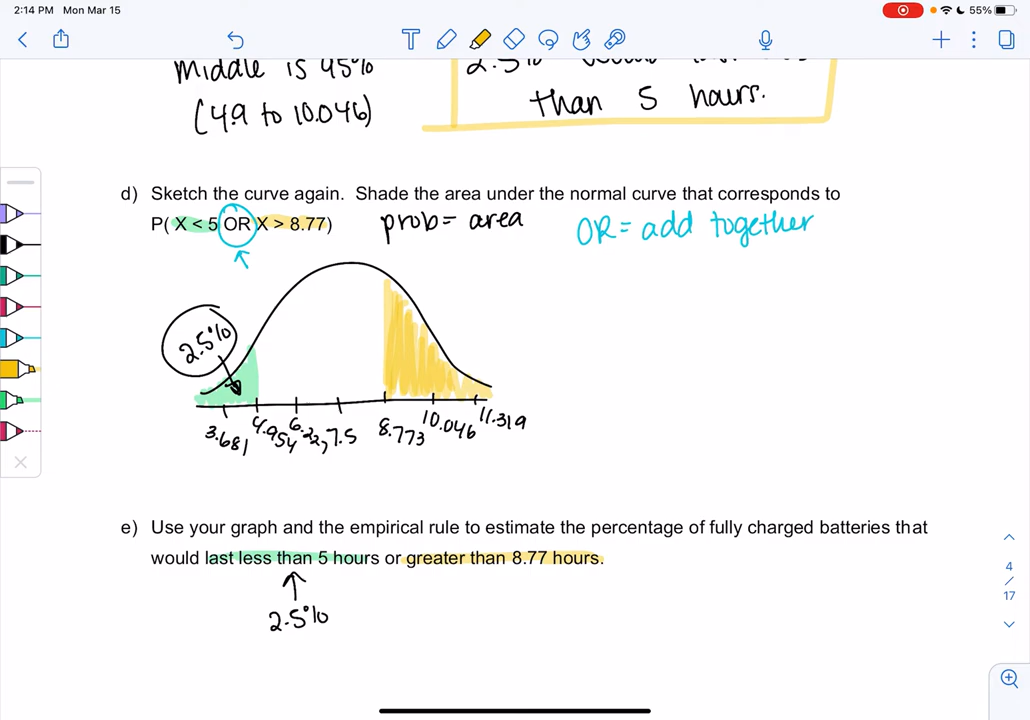 2:14 PM Mon Mar 15
55%
middle is 45%
(4.9 to 10.046)
than 5 hours.
d) Sketch the curve again. Shade the area under the normal curve that corresponds to
P( X < 5 OR X > 8.77)
prob = area
OR = add together
2.5%
3.681 4.954 7.5 8.773 10.046 11.319
e) Use your graph and the empirical rule to estimate the percentage of fully charged batteries that
would last less than 5 hours or greater than 8.77 hours.
2.5%
4
/
17